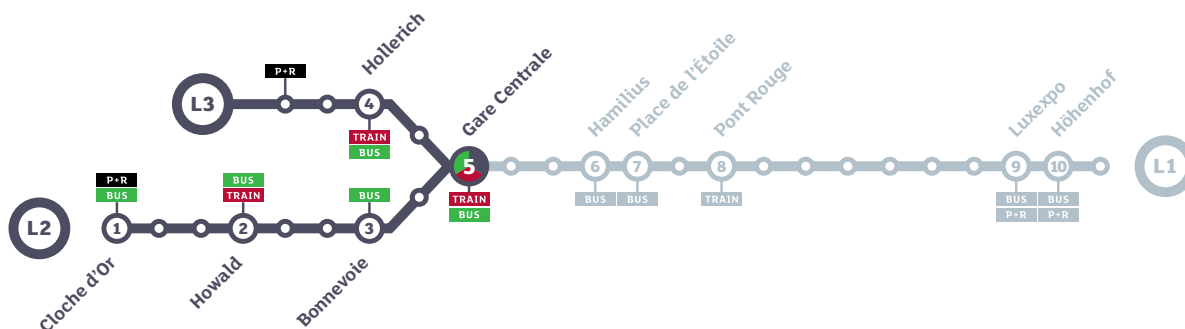 Hollerich
Gare Centrale
Hamilius
Place de l'Étoile
Pont Rouge
Luxexpo
Höhenhof
P+R
L3
4
TRAIN
BUS
5
TRAIN
BUS
6
BUS
7
BUS
8
TRAIN
9
BUS
P+R
10
BUS
P+R
L1
P+R
BUS
BUS
TRAIN
BUS
L2
1
2
3
Cloche d'Or
Howald
Bonnevoie